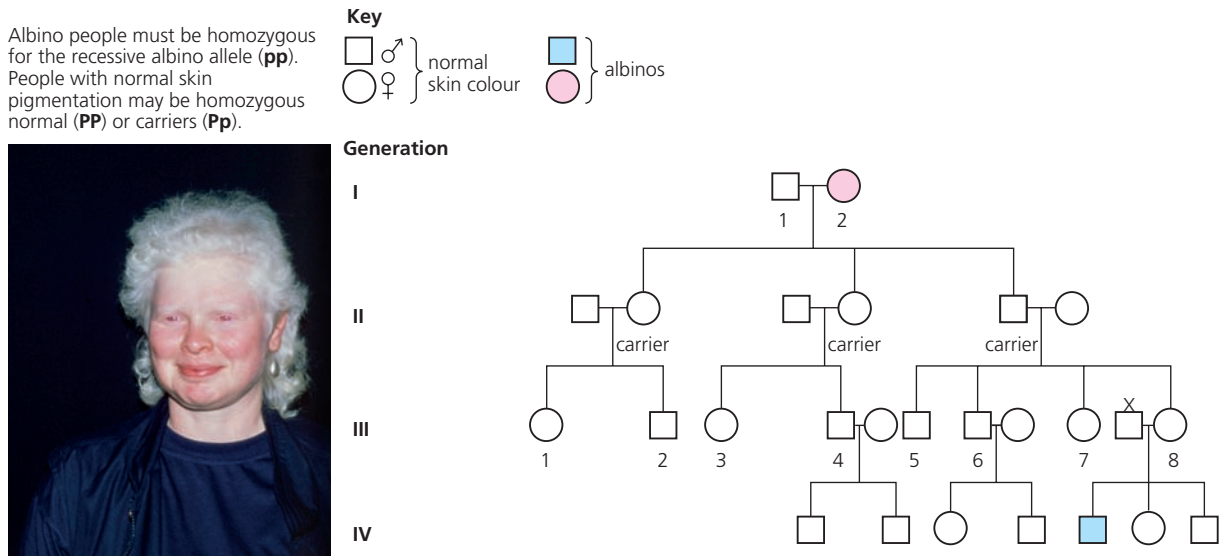 Albino people must be homozygous
for the recessive albino allele (pp).
People with normal skin
pigmentation may be homozygous
normal (PP) or carriers (Pp).
Key
♂
♀
normal
skin colour
albinos
Generation
I
1 2
II
carrier carrier carrier
X
III
1 2 3 4 5 6 7 8
IV